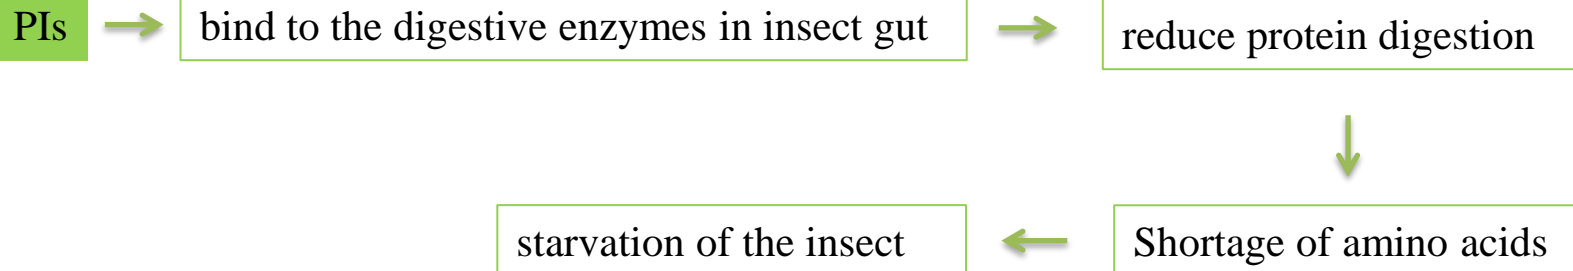 PIs
bind to the digestive enzymes in insect gut
reduce protein digestion
Shortage of amino acids
starvation of the insect